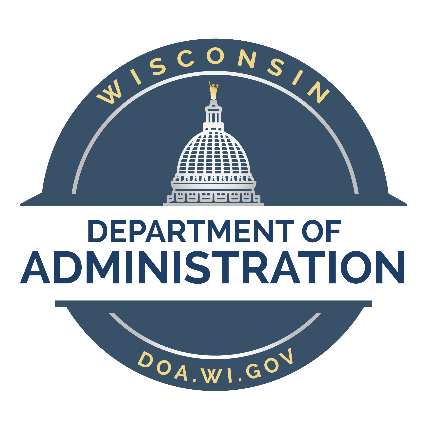 WISCONSIN
DEPARTMENT OF
ADMINISTRATION
DOA.WI.GOV